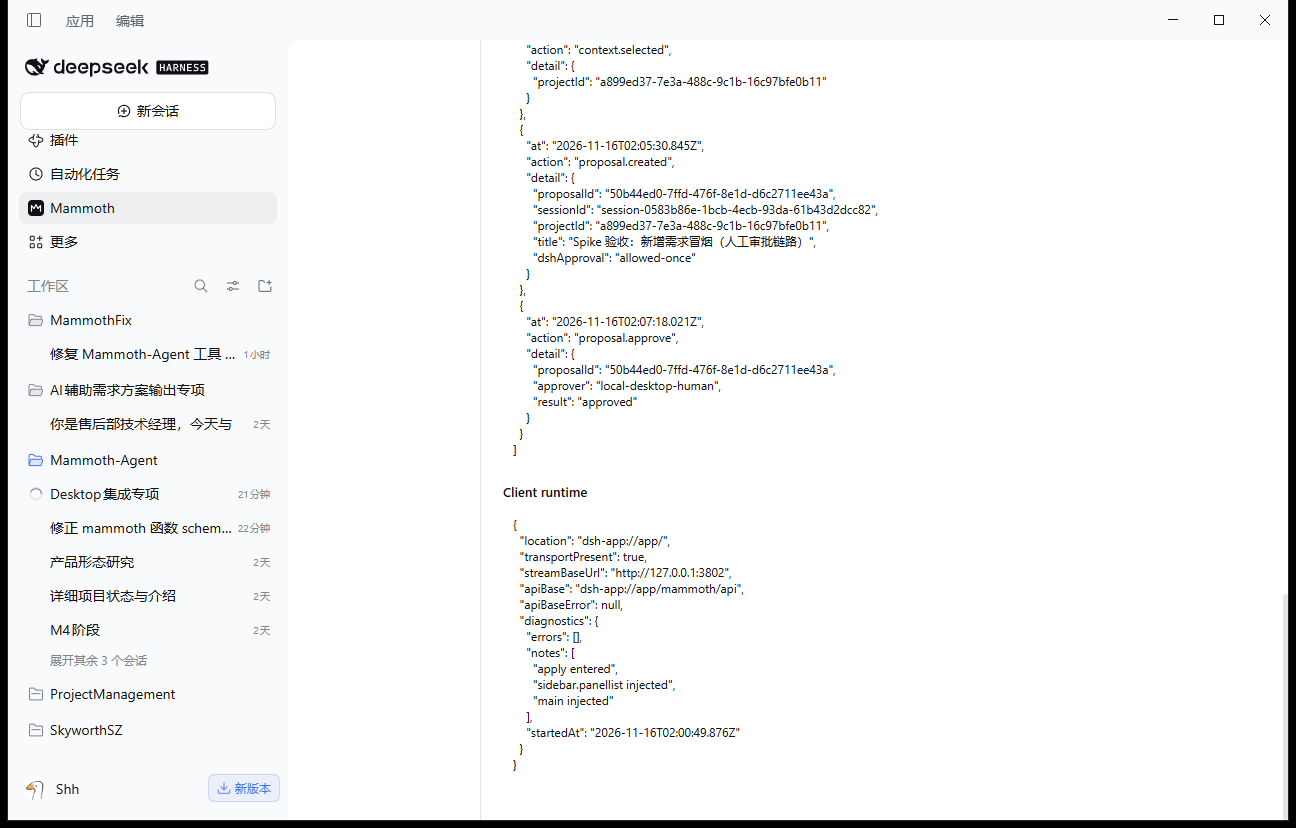 应用 编辑
deepseek HARNESS
新会话
插件
自动化任务
Mammoth
更多
工作区
MammothFix
修复 Mammoth-Agent 工具 ... 1小时
AI辅助需求方案输出专项
你是售后部技术经理，今天与 2天
Mammoth-Agent
Desktop集成专项 21分钟
修正 mammoth 函数 schem... 22分钟
产品形态研究 2天
详细项目状态与介绍 2天
M4阶段 2天
展开其余 3 个会话
ProjectManagement
SkyworthSZ
Shh 新版本
"action": "context.selected",
"detail": {
"projectId": "a899ed37-7e3a-488c-9c1b-16c97bfe0b11"
}
},
{
"at": "2026-11-16T02:05:30.845Z",
"action": "proposal.created",
"detail": {
"proposalId": "50b44ed0-7ffd-476f-8e1d-d6c2711ee43a",
"sessionId": "session-0583b86e-1bcb-4ecb-93da-61b43d2dcc82",
"projectId": "a899ed37-7e3a-488c-9c1b-16c97bfe0b11",
"title": "Spike 验收：新增需求冒烟（人工审批链路）",
"dshApproval": "allowed-once"
}
},
{
"at": "2026-11-16T02:07:18.021Z",
"action": "proposal.approve",
"detail": {
"proposalId": "50b44ed0-7ffd-476f-8e1d-d6c2711ee43a",
"approver": "local-desktop-human",
"result": "approved"
}
}
]
Client runtime
{
"location": "dsh-app://app/",
"transportPresent": true,
"streamBaseUrl": "http://127.0.0.1:3802",
"apiBase": "dsh-app://app/mammoth/api",
"apiBaseError": null,
"diagnostics": {
"errors": [],
"notes": [
"apply entered",
"sidebar.panellist injected",
"main injected"
],
"startedAt": "2026-11-16T02:00:49.876Z"
}
}